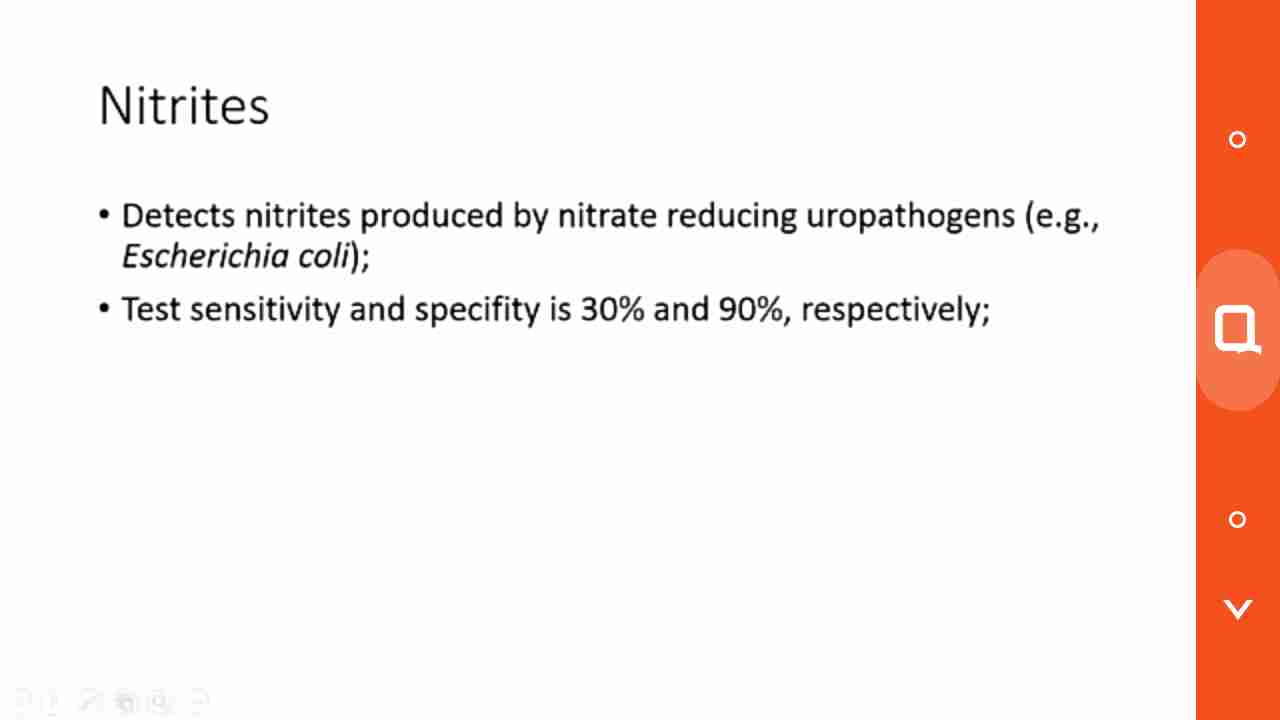 Nitrites
• Detects nitrites produced by nitrate reducing uropathogens (e.g.,
Escherichia coli);
• Test sensitivity and specifity is 30% and 90%, respectively;